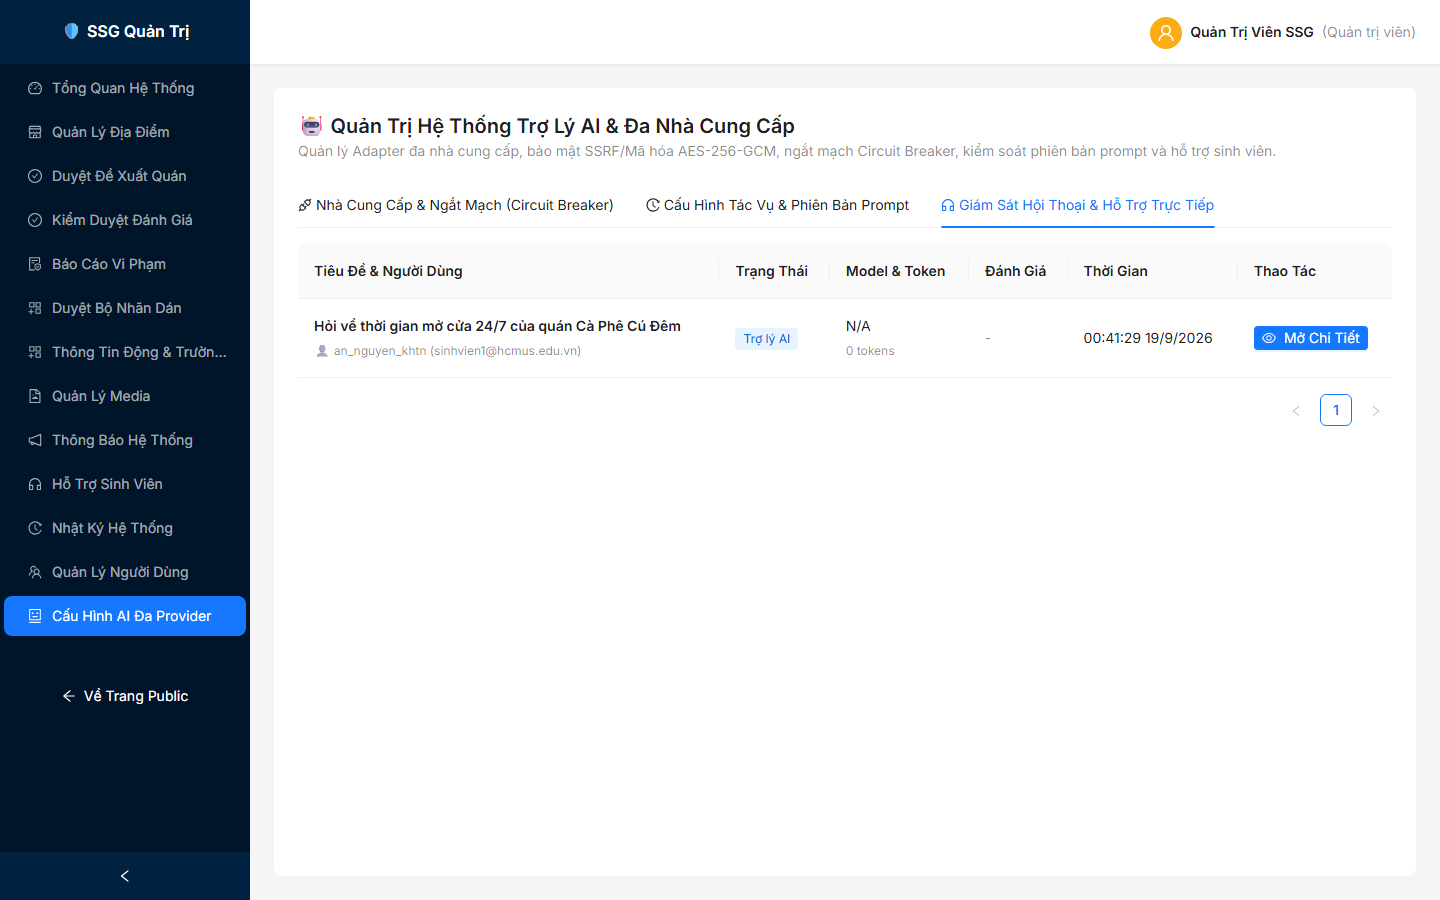 SSG Quản Trị
Quản Trị Viên SSG (Quản trị viên)
Tổng Quan Hệ Thống
Quản Lý Địa Điểm
Duyệt Đề Xuất Quán
Kiểm Duyệt Đánh Giá
Báo Cáo Vi Phạm
Duyệt Bộ Nhãn Dán
Thông Tin Động & Trườn...
Quản Lý Media
Thông Báo Hệ Thống
Hỗ Trợ Sinh Viên
Nhật Ký Hệ Thống
Quản Lý Người Dùng
Cấu Hình AI Đa Provider
Về Trang Public
Quản Trị Hệ Thống Trợ Lý AI & Đa Nhà Cung Cấp
Quản lý Adapter đa nhà cung cấp, bảo mật SSRF/Mã hóa AES-256-GCM, ngắt mạch Circuit Breaker, kiểm soát phiên bản prompt và hỗ trợ sinh viên.
Nhà Cung Cấp & Ngắt Mạch (Circuit Breaker)
Cấu Hình Tác Vụ & Phiên Bản Prompt
Giám Sát Hội Thoại & Hỗ Trợ Trực Tiếp
Tiêu Đề & Người Dùng
Trạng Thái
Model & Token
Đánh Giá
Thời Gian
Thao Tác
Hỏi về thời gian mở cửa 24/7 của quán Cà Phê Cú Đêm
an_nguyen_khtn (sinhvien1@hcmus.edu.vn)
Trợ lý AI
N/A
0 tokens
-
00:41:29 19/9/2026
Mở Chi Tiết
1